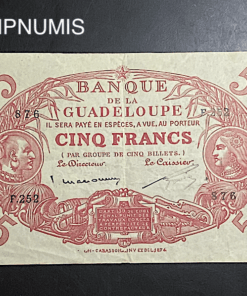 IPNUMIS
BANQUE
DE LA
GUADELOUPE
876 F.252
IL SERA PAYÉ EN ESPÈCES, A VUE, AU PORTEUR
CINQ FRANCS
(PAR GROUPE DE CINQ BILLETS.)
Le Directeur. Le Caissier.
F.252 876